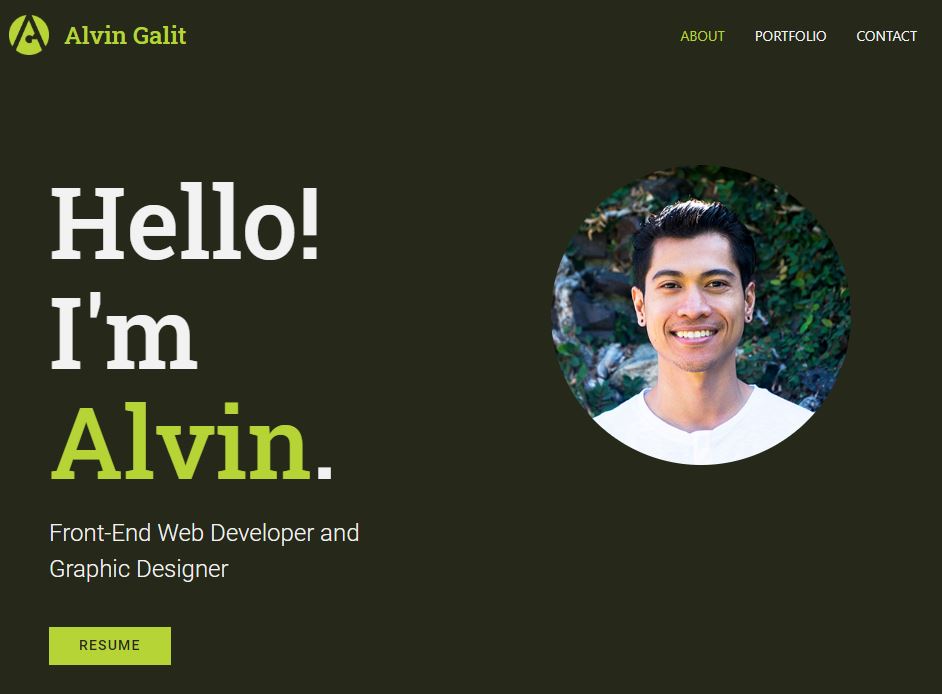 Alvin Galit
ABOUT PORTFOLIO CONTACT
Hello!
I'm
Alvin.
Front-End Web Developer and
Graphic Designer
RESUME